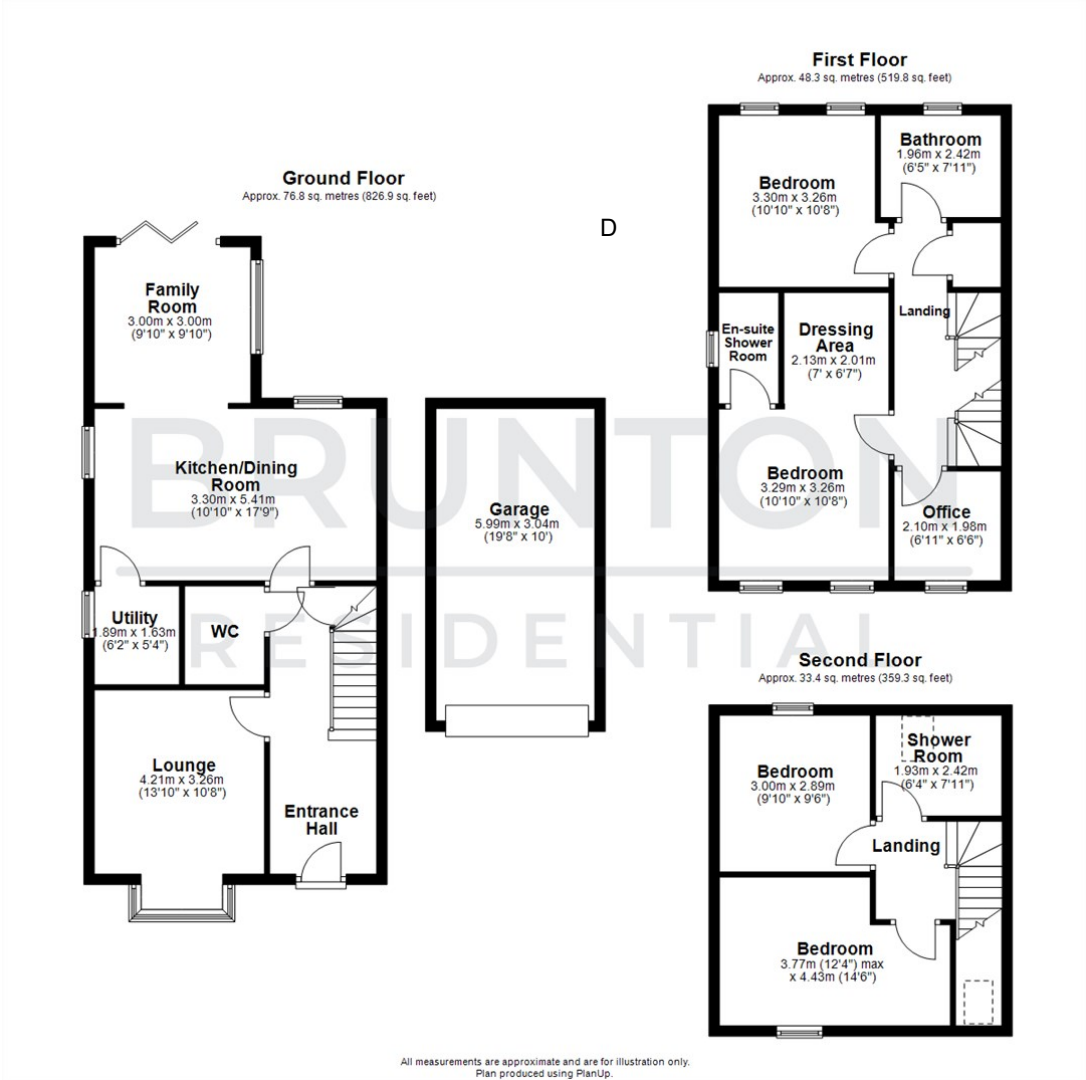 Ground Floor
Approx. 76.8 sq. metres (826.9 sq. feet)
Family
Room
3.00m x 3.00m
(9'10" x 9'10")
Kitchen/Dining
Room
3.30m x 5.41m
(10'10" x 17'9")
Utility
1.89m x 1.63m
(6'2" x 5'4")
WC
Lounge
4.21m x 3.26m
(13'10" x 10'8")
Entrance
Hall
Garage
5.99m x 3.04m
(19'8" x 10')
D
First Floor
Approx. 48.3 sq. metres (519.8 sq. feet)
Bedroom
3.30m x 3.26m
(10'10" x 10'8")
Bathroom
1.96m x 2.42m
(6'5" x 7'11")
Landing
En-suite
Shower
Room
Dressing
Area
2.13m x 2.01m
(7' x 6'7")
Bedroom
3.29m x 3.26m
(10'10" x 10'8")
Office
2.10m x 1.98m
(6'11" x 6'6")
Second Floor
Approx. 33.4 sq. metres (359.3 sq. feet)
Bedroom
3.00m x 2.89m
(9'10" x 9'6")
Shower
Room
1.93m x 2.42m
(6'4" x 7'11")
Landing
Bedroom
3.77m (12'4") max
x 4.43m (14'6")
BRUNTON
RESIDENTIAL
All measurements are approximate and are for illustration only.
Plan produced using PlanUp.